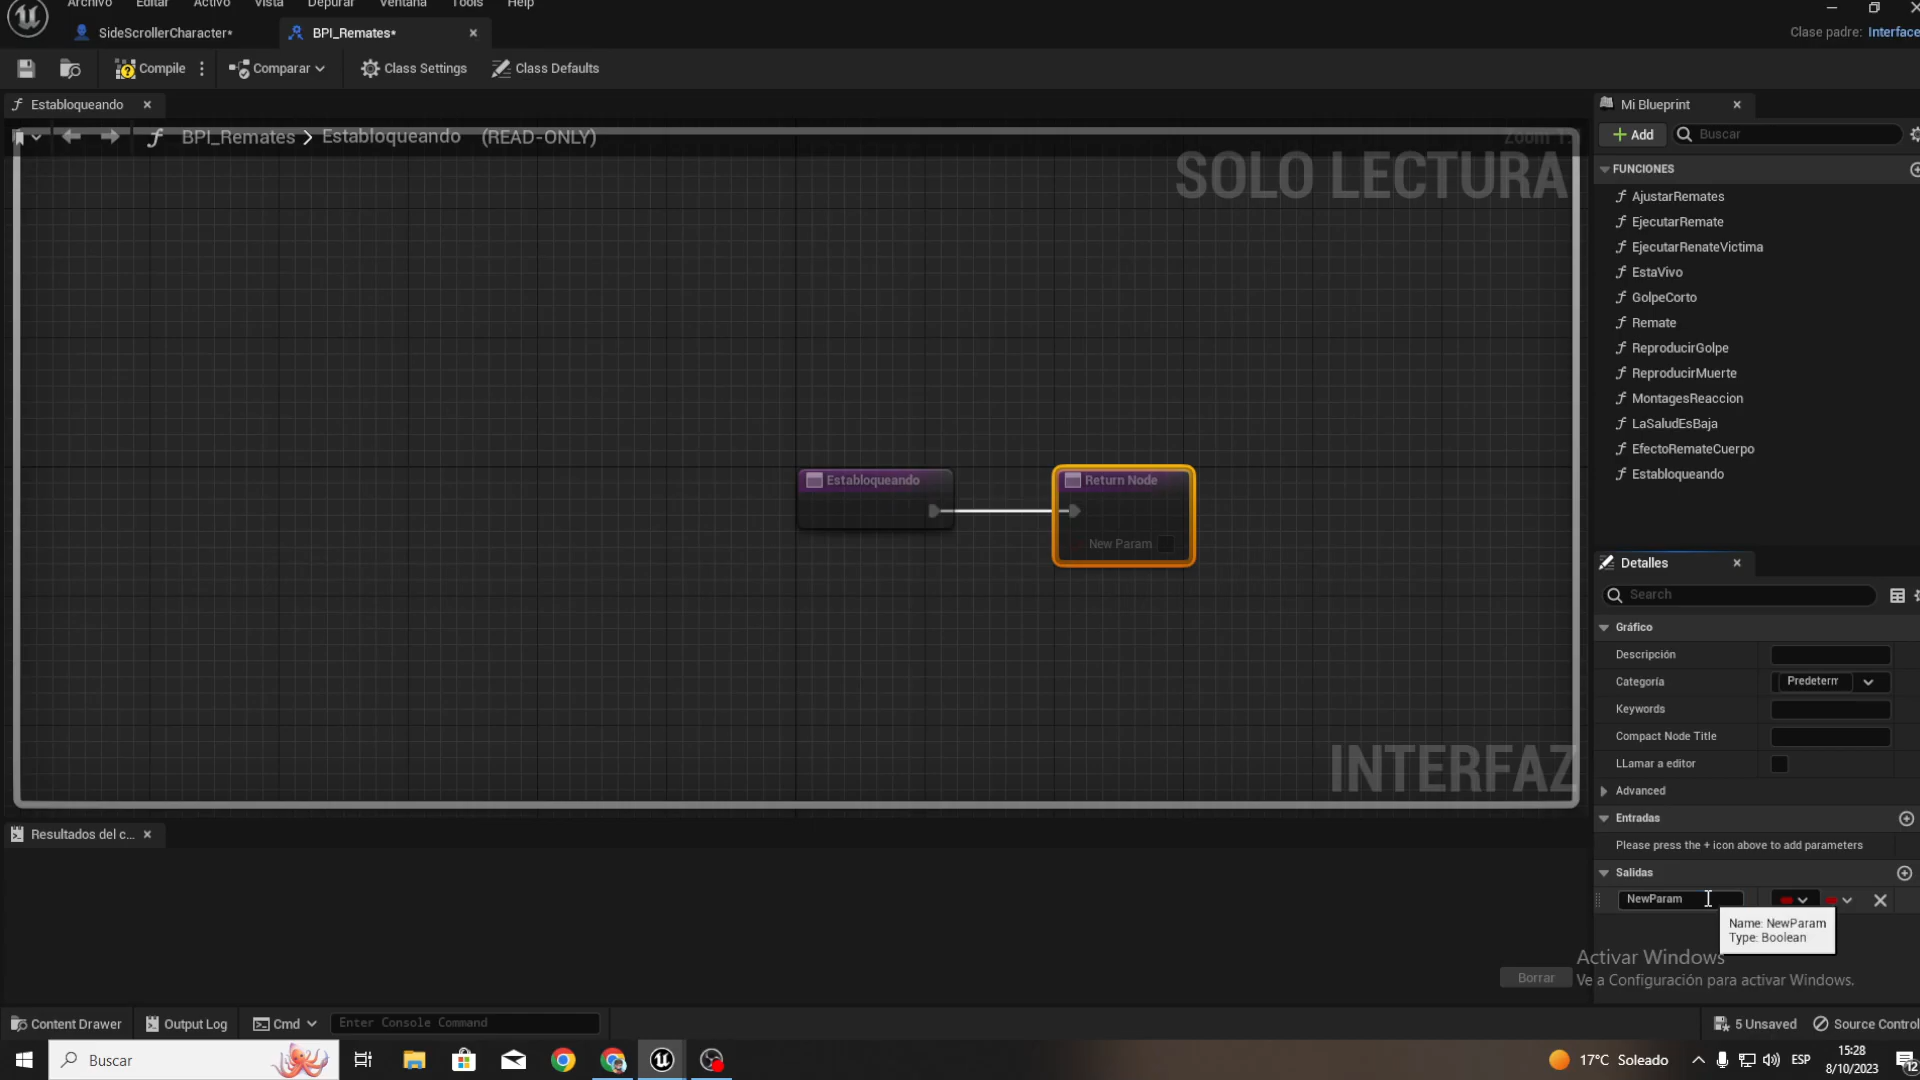 Archivo Editar Activo Vista Depurar Ventana Tools Help
SideScrollerCharacter*
BPI_Remates*
Clase padre: Interface
Compile
Comparar
Class Settings
Class Defaults
Establoqueando
BPI_Remates > Establoqueando (READ-ONLY)
Zoom 1:
SOLO LECTURA
Establoqueando
Return Node
New Param
INTERFAZ
Mi Blueprint
Add
Buscar
FUNCIONES
AjustarRemates
EjecutarRemate
EjecutarRenateVictima
EstaVivo
GolpeCorto
Remate
ReproducirGolpe
ReproducirMuerte
MontagesReaccion
LaSaludEsBaja
EfectoRemateCuerpo
Establoqueando
Detalles
Search
Gráfico
Descripción
Categoría
Predeterm
Keywords
Compact Node Title
LLamar a editor
Advanced
Entradas
Please press the + icon above to add parameters
Salidas
NewParam
Name: NewParam
Type: Boolean
Resultados del c...
Borrar
Activar Windows
Ve a Configuración para activar Windows.
Content Drawer
Output Log
Cmd
Enter Console Command
5 Unsaved
Source Control
Buscar
17°C Soleado
ESP
15:28
8/10/2023
12